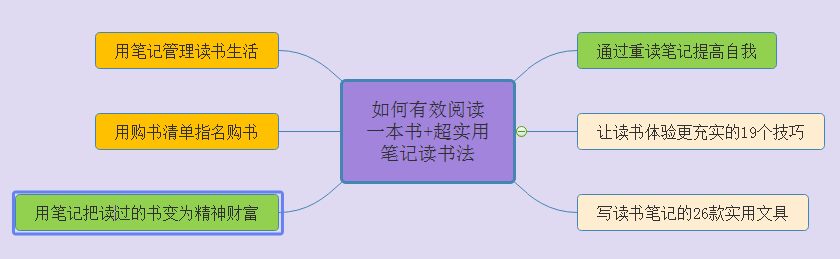 用笔记管理读书生活
用购书清单指名购书
用笔记把读过的书变为精神财富
如何有效阅读
一本书+超实用
笔记读书法
通过重读笔记提高自我
让读书体验更充实的19个技巧
写读书笔记的26款实用文具